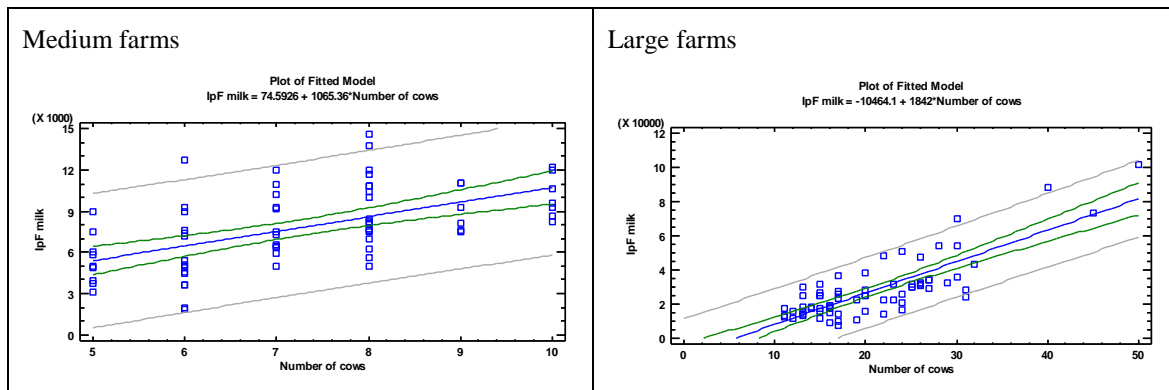 Medium farms
Plot of Fitted Model
IpF milk = 74.5926 + 1065.36*Number of cows
(X 1000)
15
12
9
6
3
0
IpF milk
5 6 7 8 9 10
Number of cows
Large farms
Plot of Fitted Model
IpF milk = -10464.1 + 1842*Number of cows
(X 10000)
12
10
8
6
4
2
0
IpF milk
0 10 20 30 40 50
Number of cows